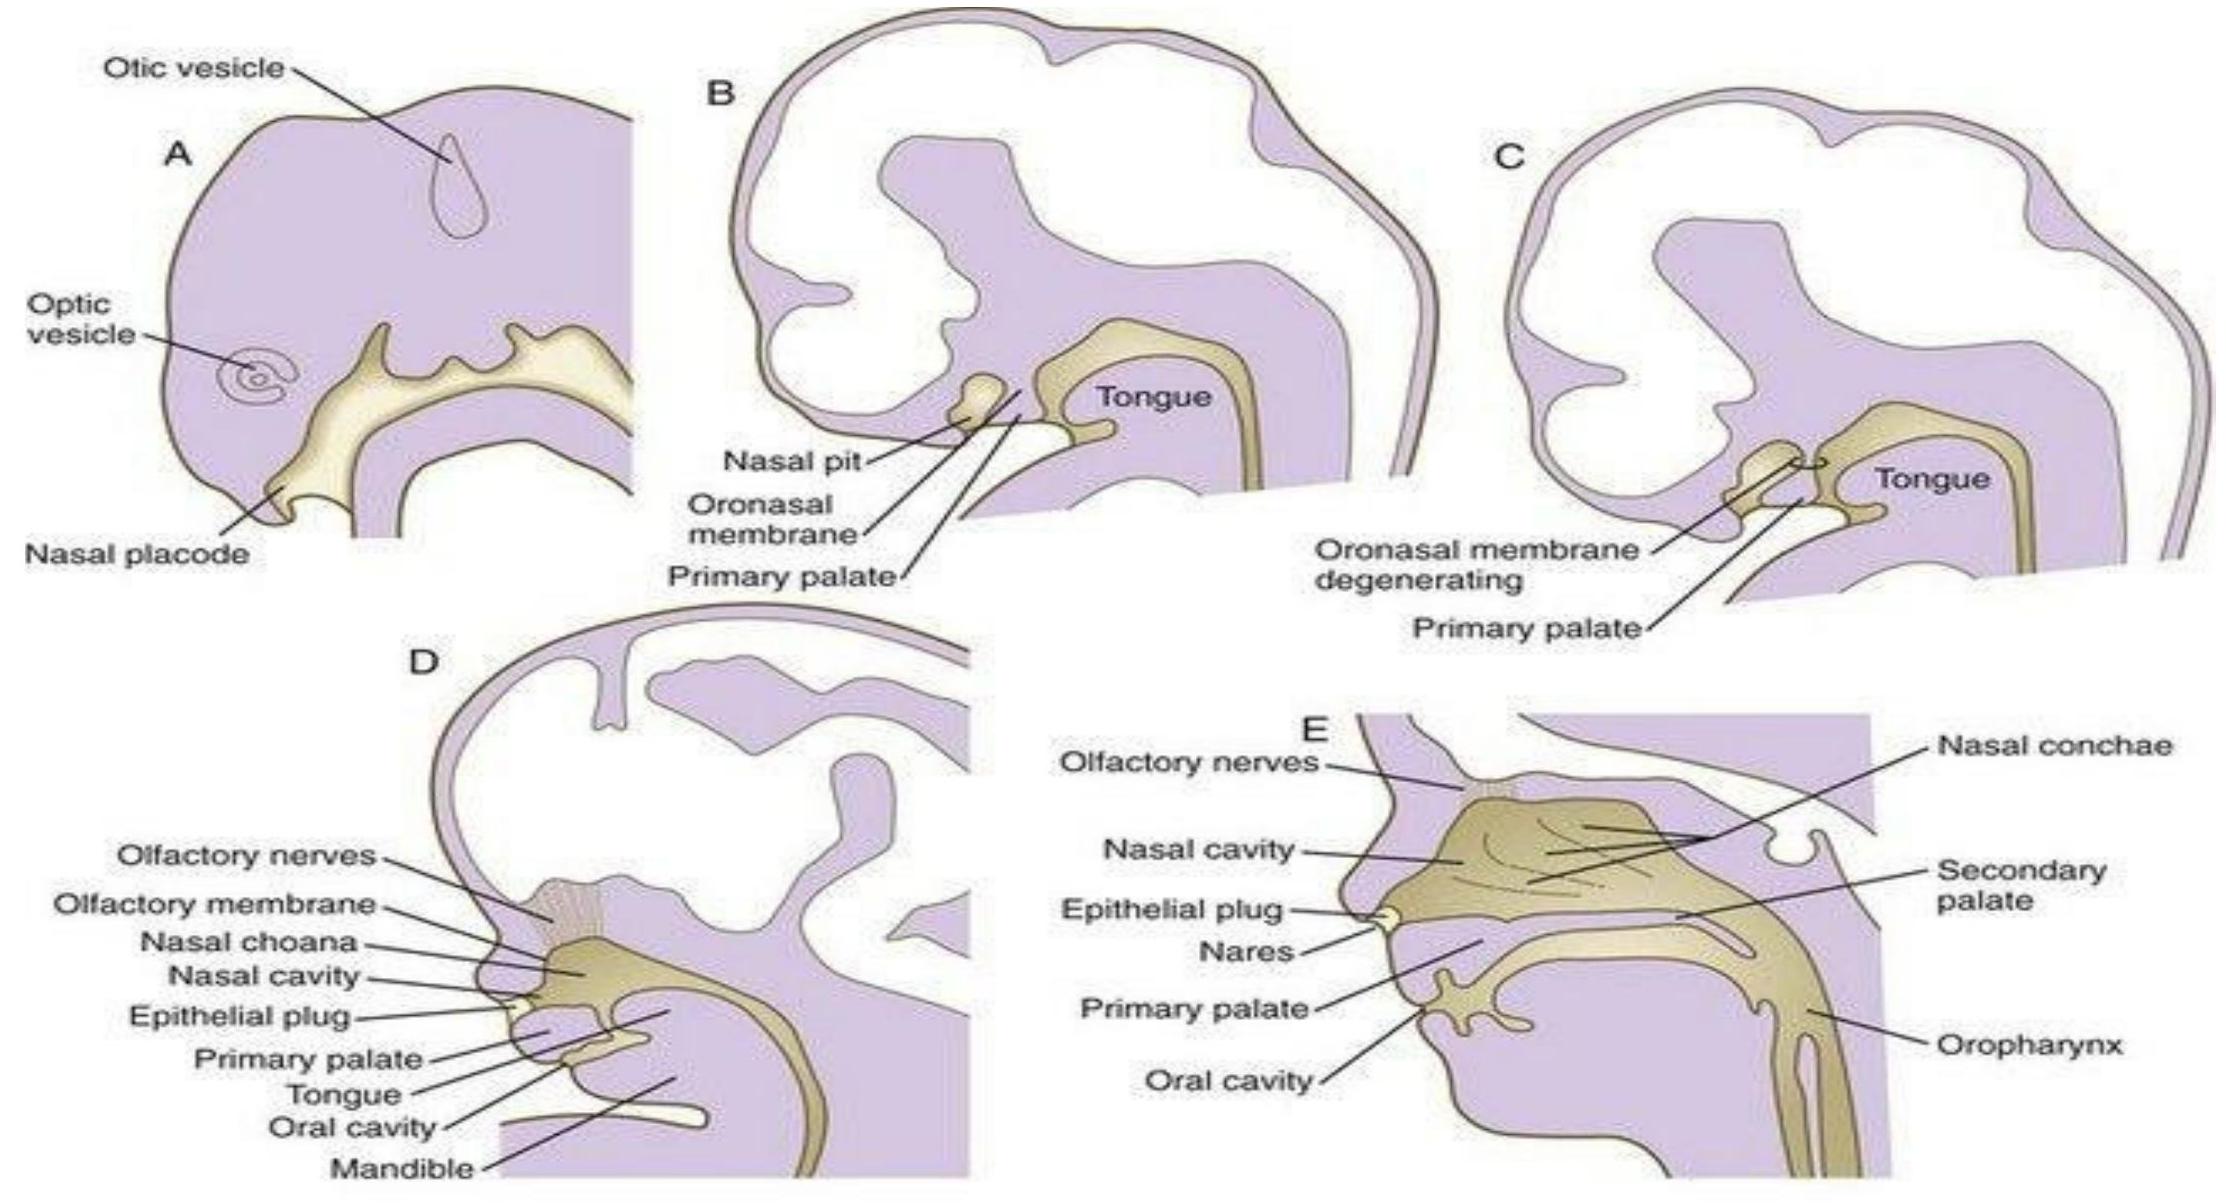 Otic vesicle
A
Optic
vesicle
Nasal placode
B
Tongue
Nasal pit
Oronasal
membrane
Primary palate
C
Tongue
Oronasal membrane
degenerating
Primary palate
D
Olfactory nerves
Olfactory membrane
Nasal choana
Nasal cavity
Epithelial plug
Primary palate
Tongue
Oral cavity
Mandible
E
Olfactory nerves
Nasal cavity
Epithelial plug
Nares
Primary palate
Oral cavity
Nasal conchae
Secondary
palate
Oropharynx